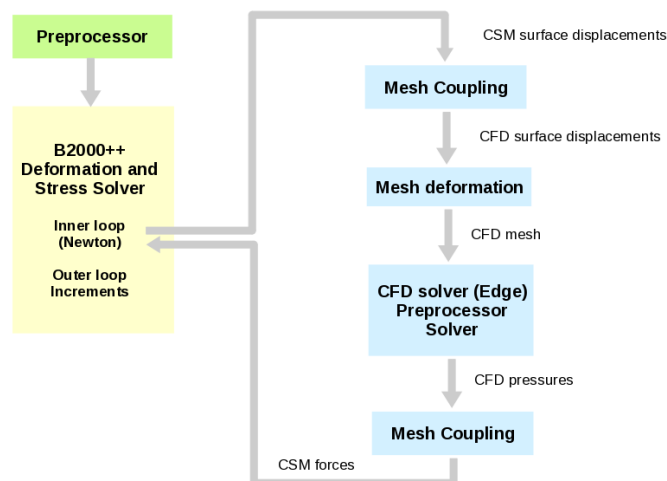 Preprocessor
B2000++
Deformation and
Stress Solver
Inner loop
(Newton)
Outer loop
Increments
CSM surface displacements
Mesh Coupling
CFD surface displacements
Mesh deformation
CFD mesh
CFD solver (Edge)
Preprocessor
Solver
CFD pressures
Mesh Coupling
CSM forces